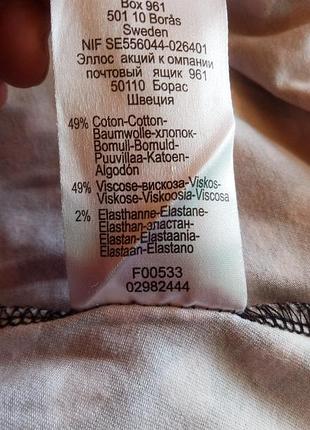 Box 961
501 10 Borås
Sweden
NIF SE556044-026401
Эллос акций к компании
почтовый ящик 961
50110 Борас
Швеция
49% Coton-Cotton-
Baumwolle-хлопок-
Bomull-Bomuld-
Puuvilla-Katoen-
Algodón
49% Viscose-вискоза-Viskos-
Viskose-Viskoosia-Viscosa
2% Elasthanne-Elastane-
Elasthan-эластан-
Elastan-Elastaania-
Elastaan-Elastano
F00533
02982444